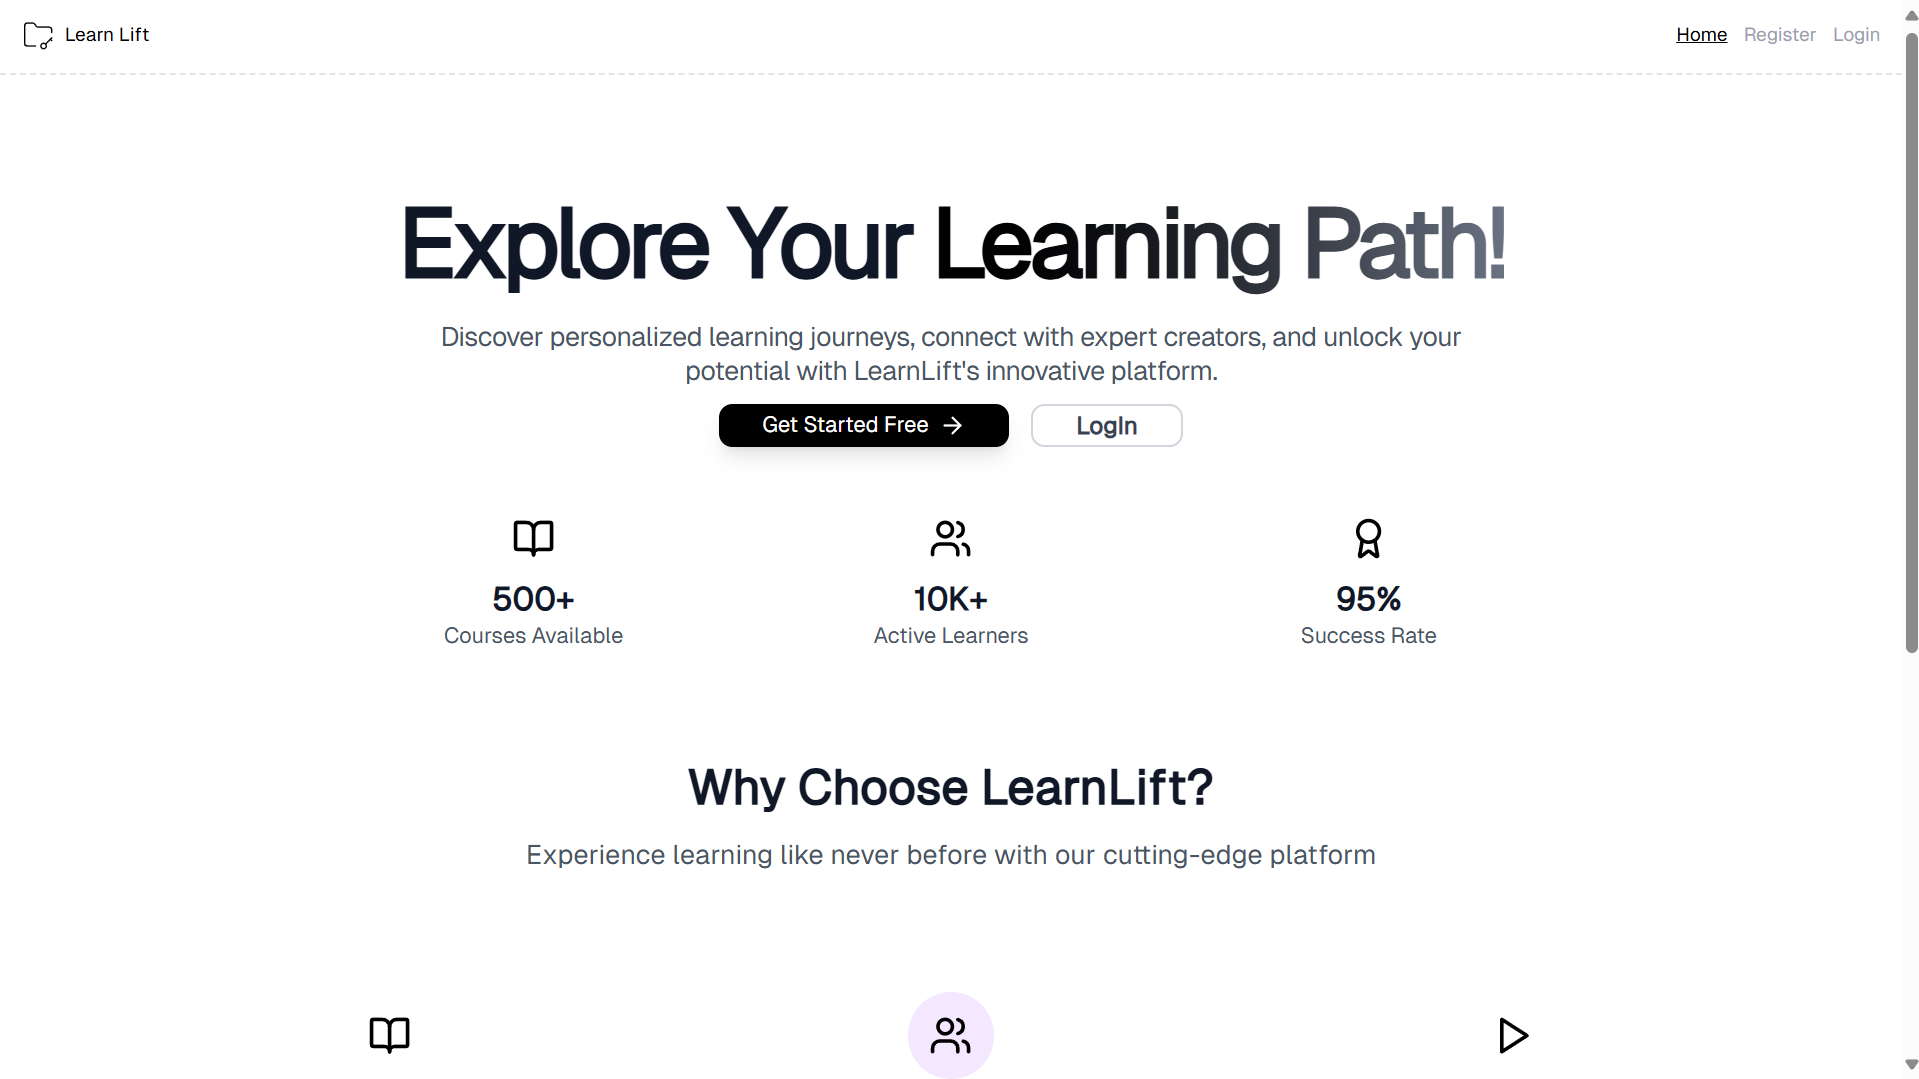 Learn Lift
Home Register Login
Explore Your Learning Path!
Discover personalized learning journeys, connect with expert creators, and unlock your
potential with LearnLift's innovative platform.
Get Started Free
LogIn
500+
Courses Available
10K+
Active Learners
95%
Success Rate
Why Choose LearnLift?
Experience learning like never before with our cutting-edge platform